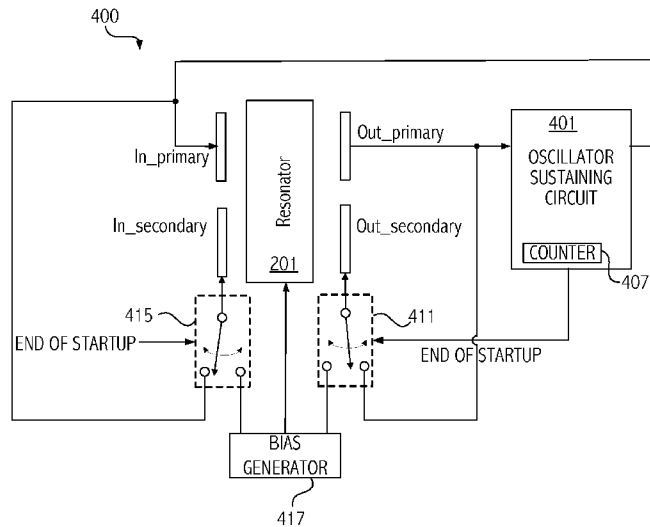 400
In_primary
Resonator
201
Out_primary
401
OSCILLATOR
SUSTAINING
CIRCUIT
COUNTER
407
In_secondary
Out_secondary
415
411
END OF STARTUP
END OF STARTUP
BIAS
GENERATOR
417